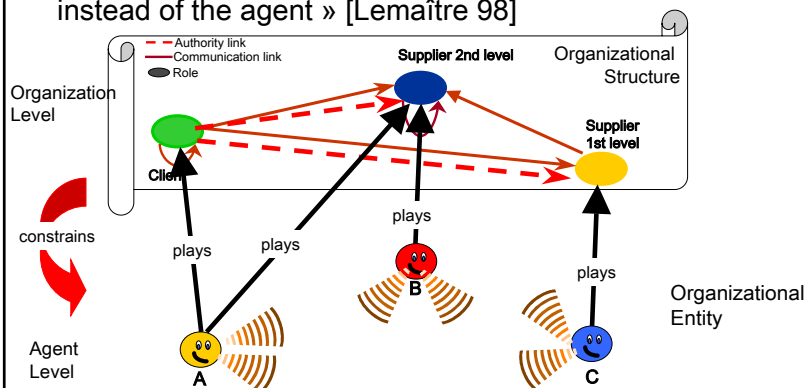 instead of the agent » [Lemaître 98]
Authority link
Communication link
Role
Supplier 2nd level
Organizational
Structure
Organization
Level
Supplier
1st level
Client
constrains
plays
plays
plays
plays
B
Organizational
Entity
Agent
Level
A
C